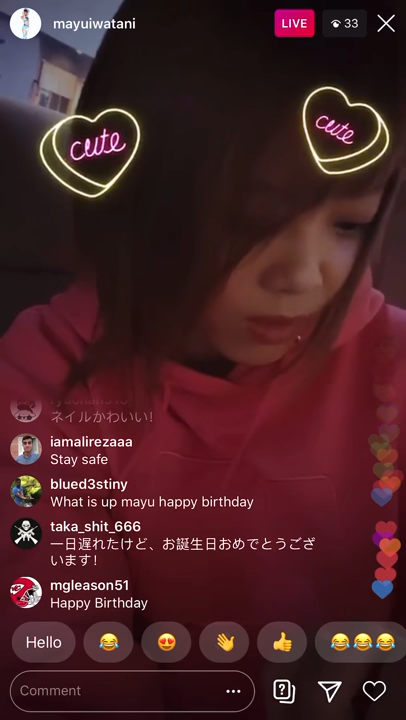 mayuiwatani
LIVE
33
cute
cute
ネイルかわいい!
iamalirezaaa
Stay safe
blued3stiny
What is up mayu happy birthday
taka_shit_666
一日遅れたけど、お誕生日おめでとうござ
います!
mgleason51
Happy Birthday
Hello
Comment